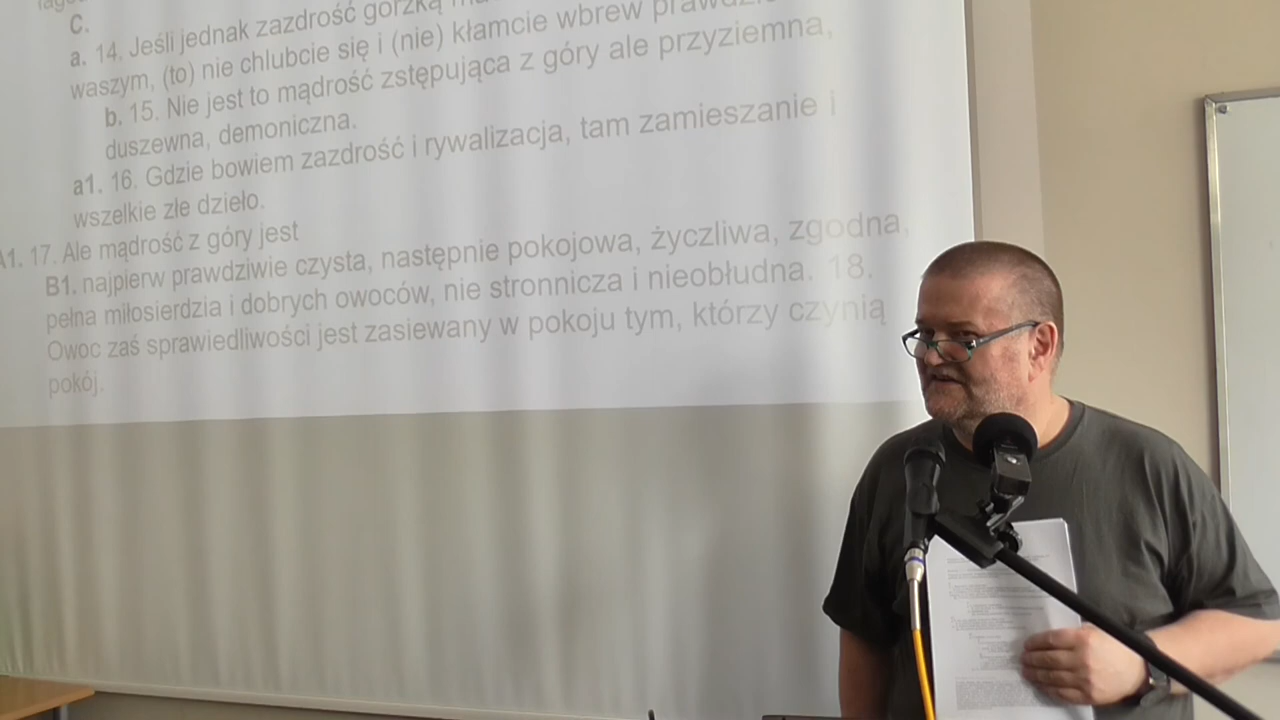 C.
a. 14. Jeśli jednak zazdrość gorzką
waszym, (to) nie chlubcie się i (nie) kłamcie wbrew
b. 15. Nie jest to mądrość zstępująca z góry ale przyziemna,
duszewna, demoniczna.
a1. 16. Gdzie bowiem zazdrość i rywalizacja, tam zamieszanie i
wszelkie złe dzieło.
A1. 17. Ale mądrość z góry jest
B1. najpierw prawdziwie czysta, następnie pokojowa, życzliwa, zgodna,
pełna miłosierdzia i dobrych owoców, nie stronnicza i nieobłudna. 18.
Owoc zaś sprawiedliwości jest zasiewany w pokoju tym, którzy czynią
pokój.